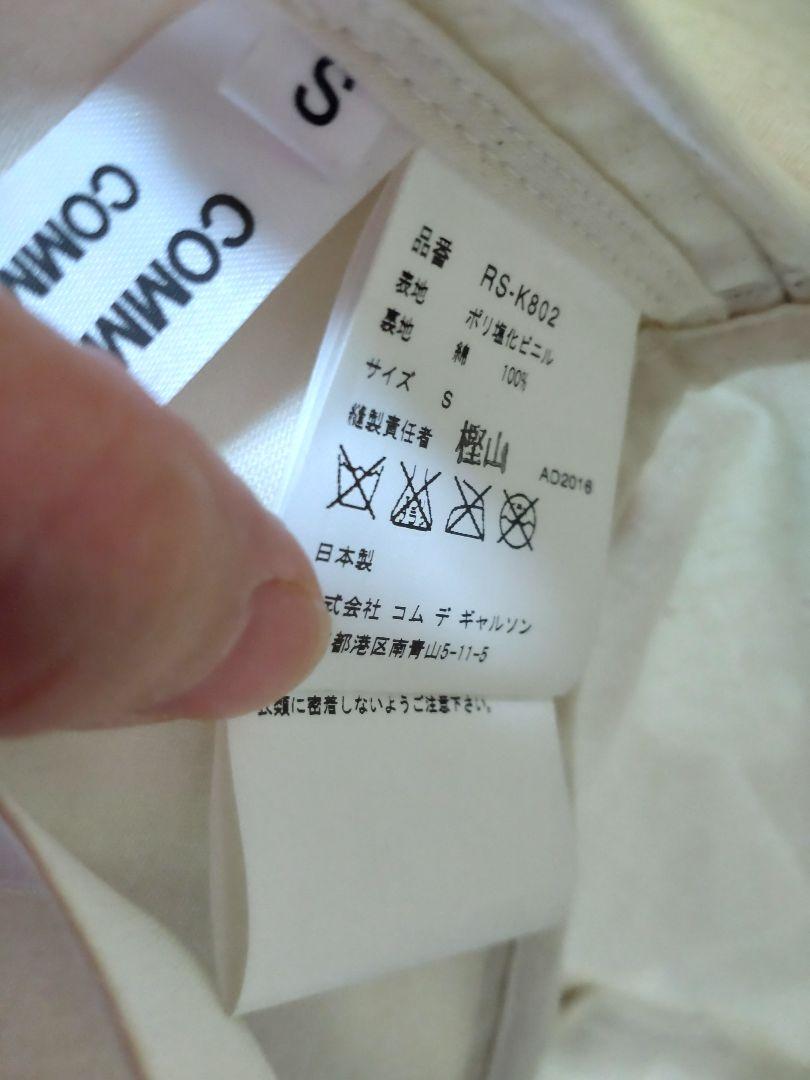 S
COMM
COMM
品番 RS-K802
表地 ポリ塩化ビニル
裏地 綿 100%
サイズ S
縫製責任者 樫山 AD2016
日本製
式会社 コム デ ギャルソン
都港区南青山5-11-5
衣類に密着しないようご注意下さい。